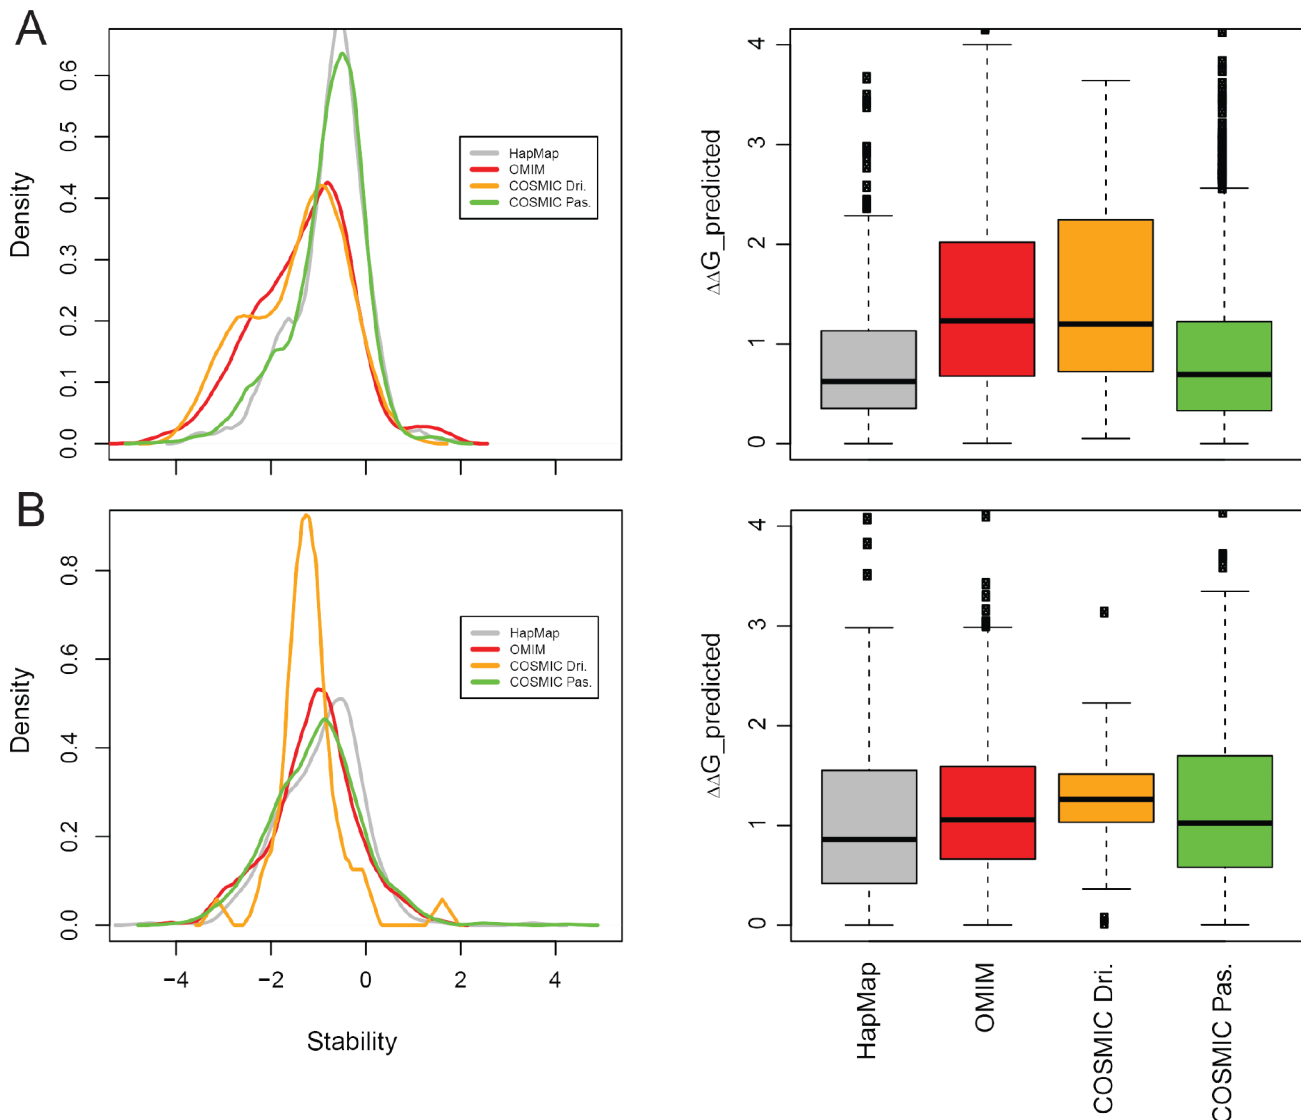 A
Density
0.0
0.1
0.2
0.3
0.4
0.5
0.6
HapMap
OMIM
COSMIC Dri.
COSMIC Pas.
ΔΔG_predicted
0
1
2
3
4
B
Density
0.0
0.2
0.4
0.6
0.8
HapMap
OMIM
COSMIC Dri.
COSMIC Pas.
−4
−2
0
2
4
Stability
ΔΔG_predicted
0
1
2
3
4
HapMap
OMIM
COSMIC Dri.
COSMIC Pas.